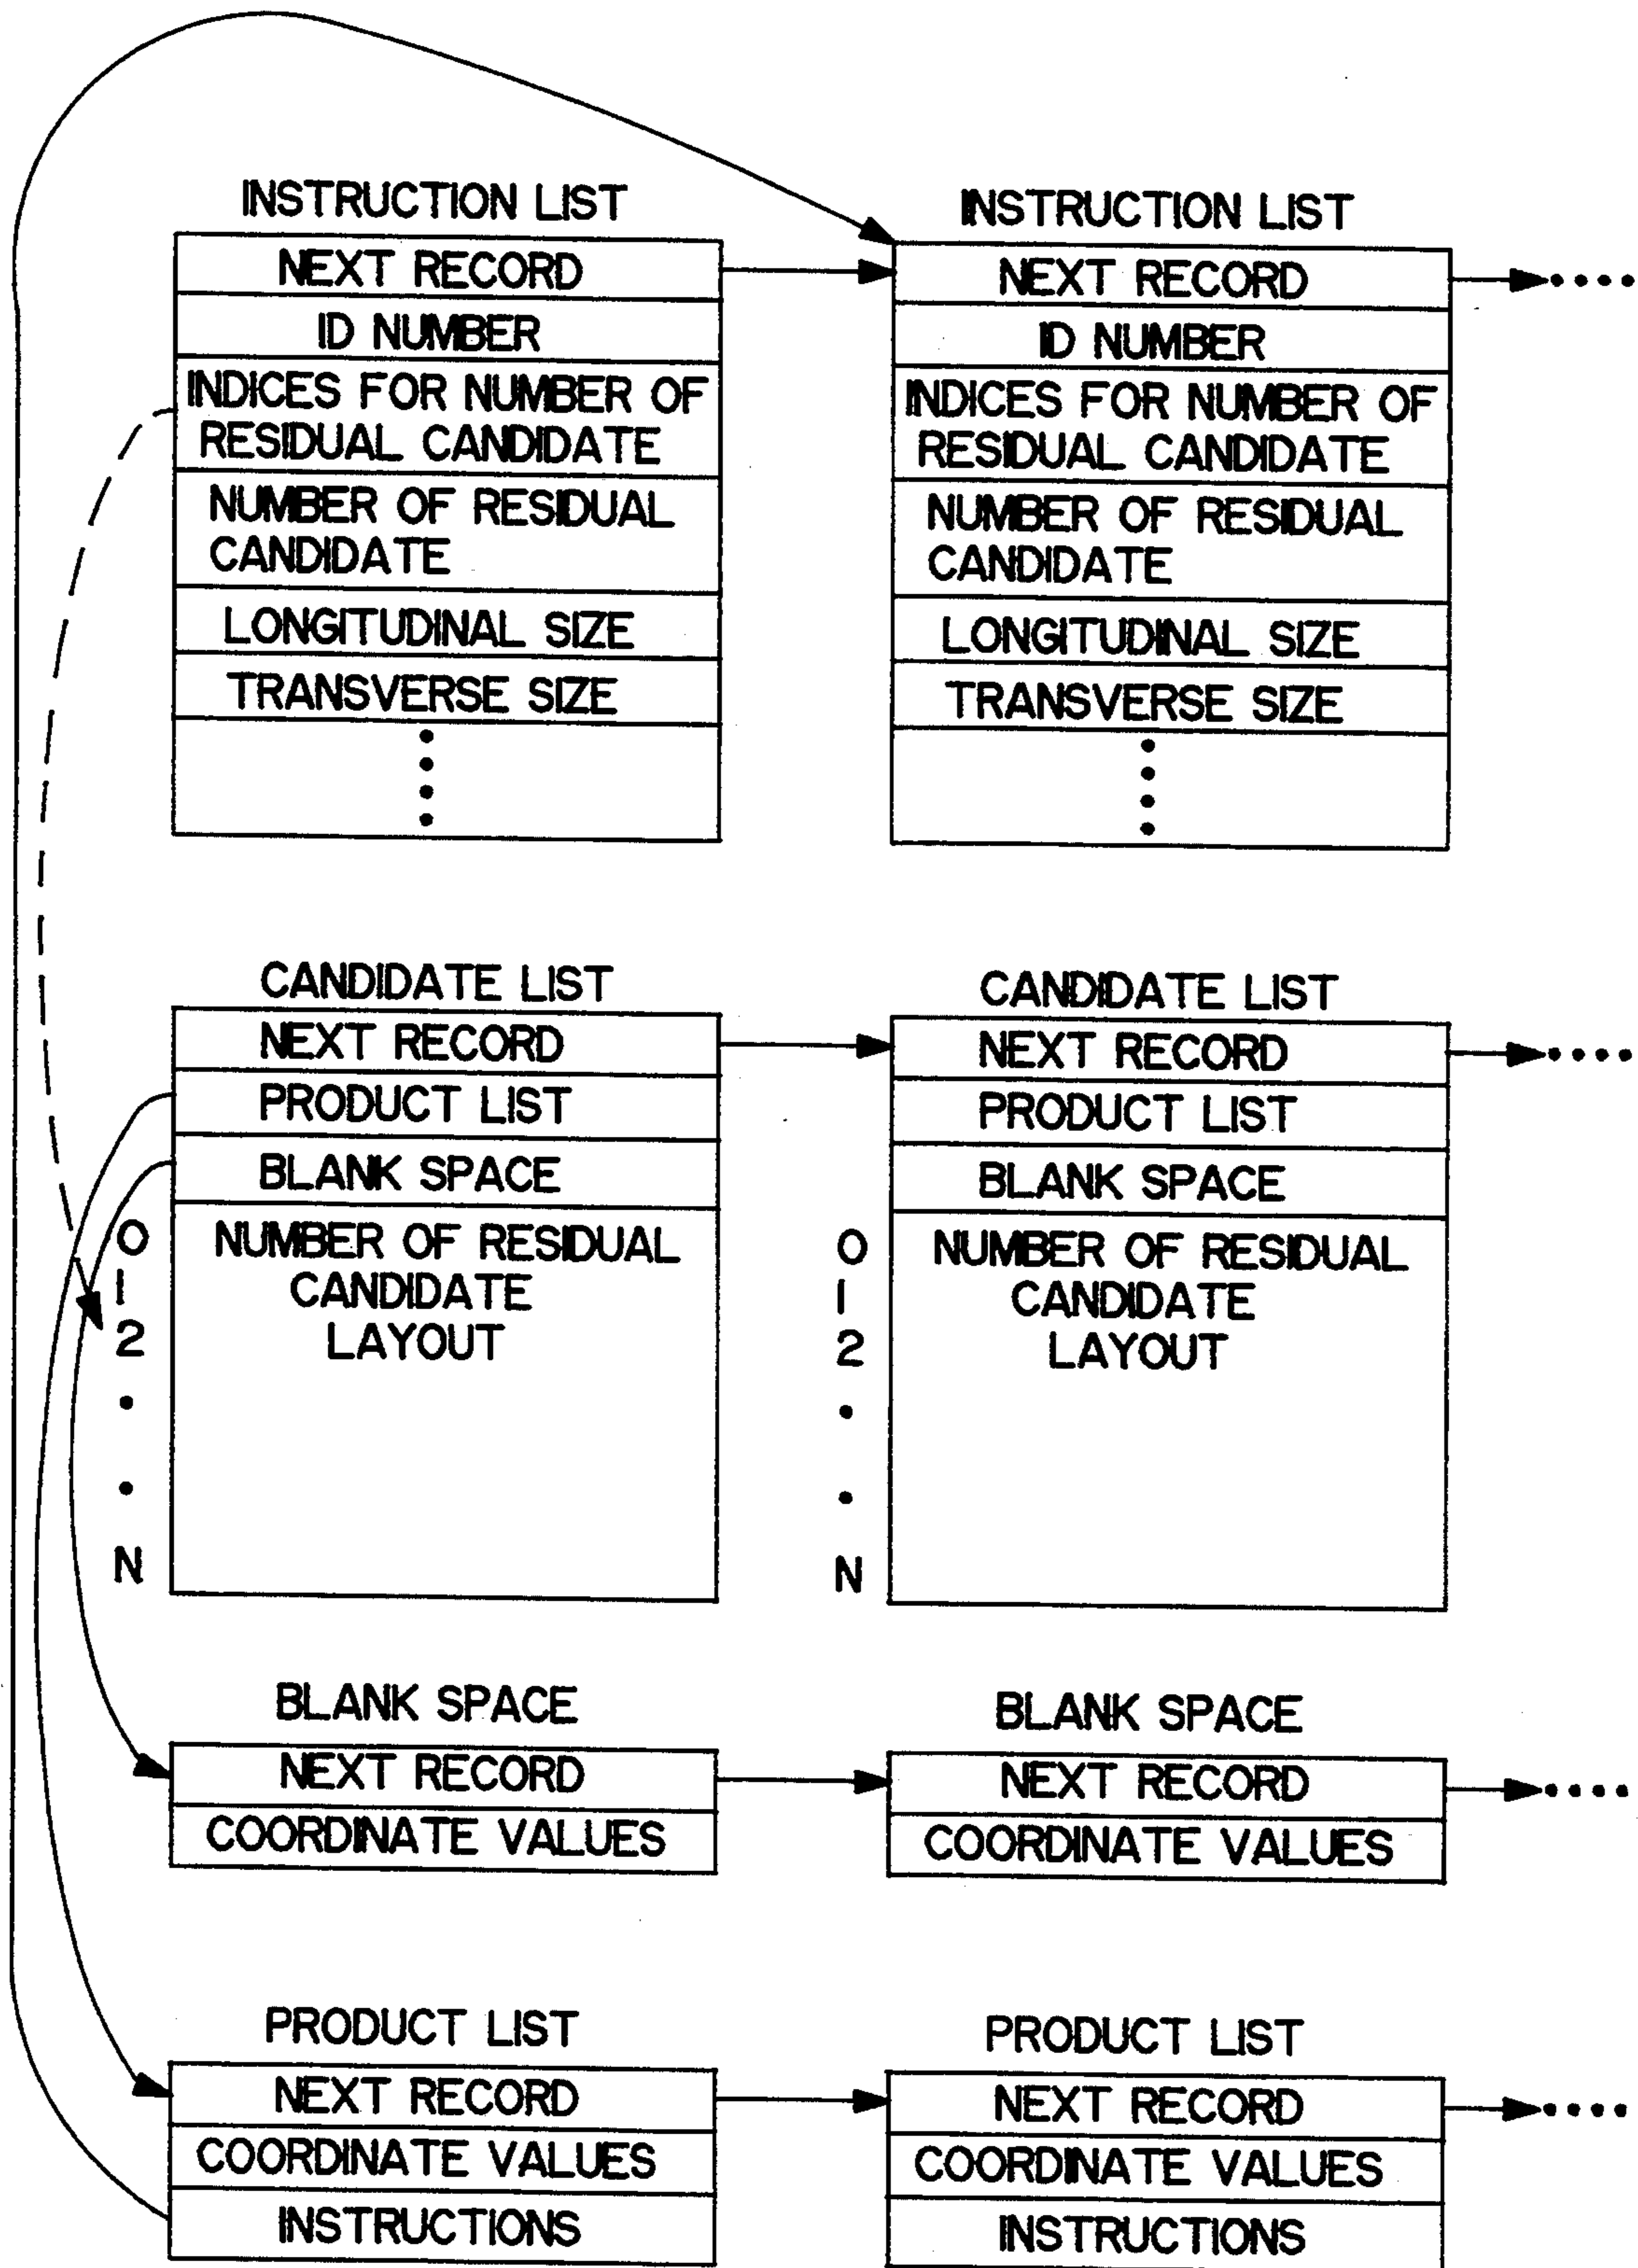 INSTRUCTION LIST
NEXT RECORD
ID NUMBER
INDICES FOR NUMBER OF
RESIDUAL CANDIDATE
NUMBER OF RESIDUAL
CANDIDATE
LONGITUDINAL SIZE
TRANSVERSE SIZE
INSTRUCTION LIST
NEXT RECORD
ID NUMBER
INDICES FOR NUMBER OF
RESIDUAL CANDIDATE
NUMBER OF RESIDUAL
CANDIDATE
LONGITUDINAL SIZE
TRANSVERSE SIZE
CANDIDATE LIST
NEXT RECORD
PRODUCT LIST
BLANK SPACE
0 NUMBER OF RESIDUAL
1 CANDIDATE
2 LAYOUT
N
CANDIDATE LIST
NEXT RECORD
PRODUCT LIST
BLANK SPACE
0 NUMBER OF RESIDUAL
1 CANDIDATE
2 LAYOUT
N
BLANK SPACE
NEXT RECORD
COORDINATE VALUES
BLANK SPACE
NEXT RECORD
COORDINATE VALUES
PRODUCT LIST
NEXT RECORD
COORDINATE VALUES
INSTRUCTIONS
PRODUCT LIST
NEXT RECORD
COORDINATE VALUES
INSTRUCTIONS